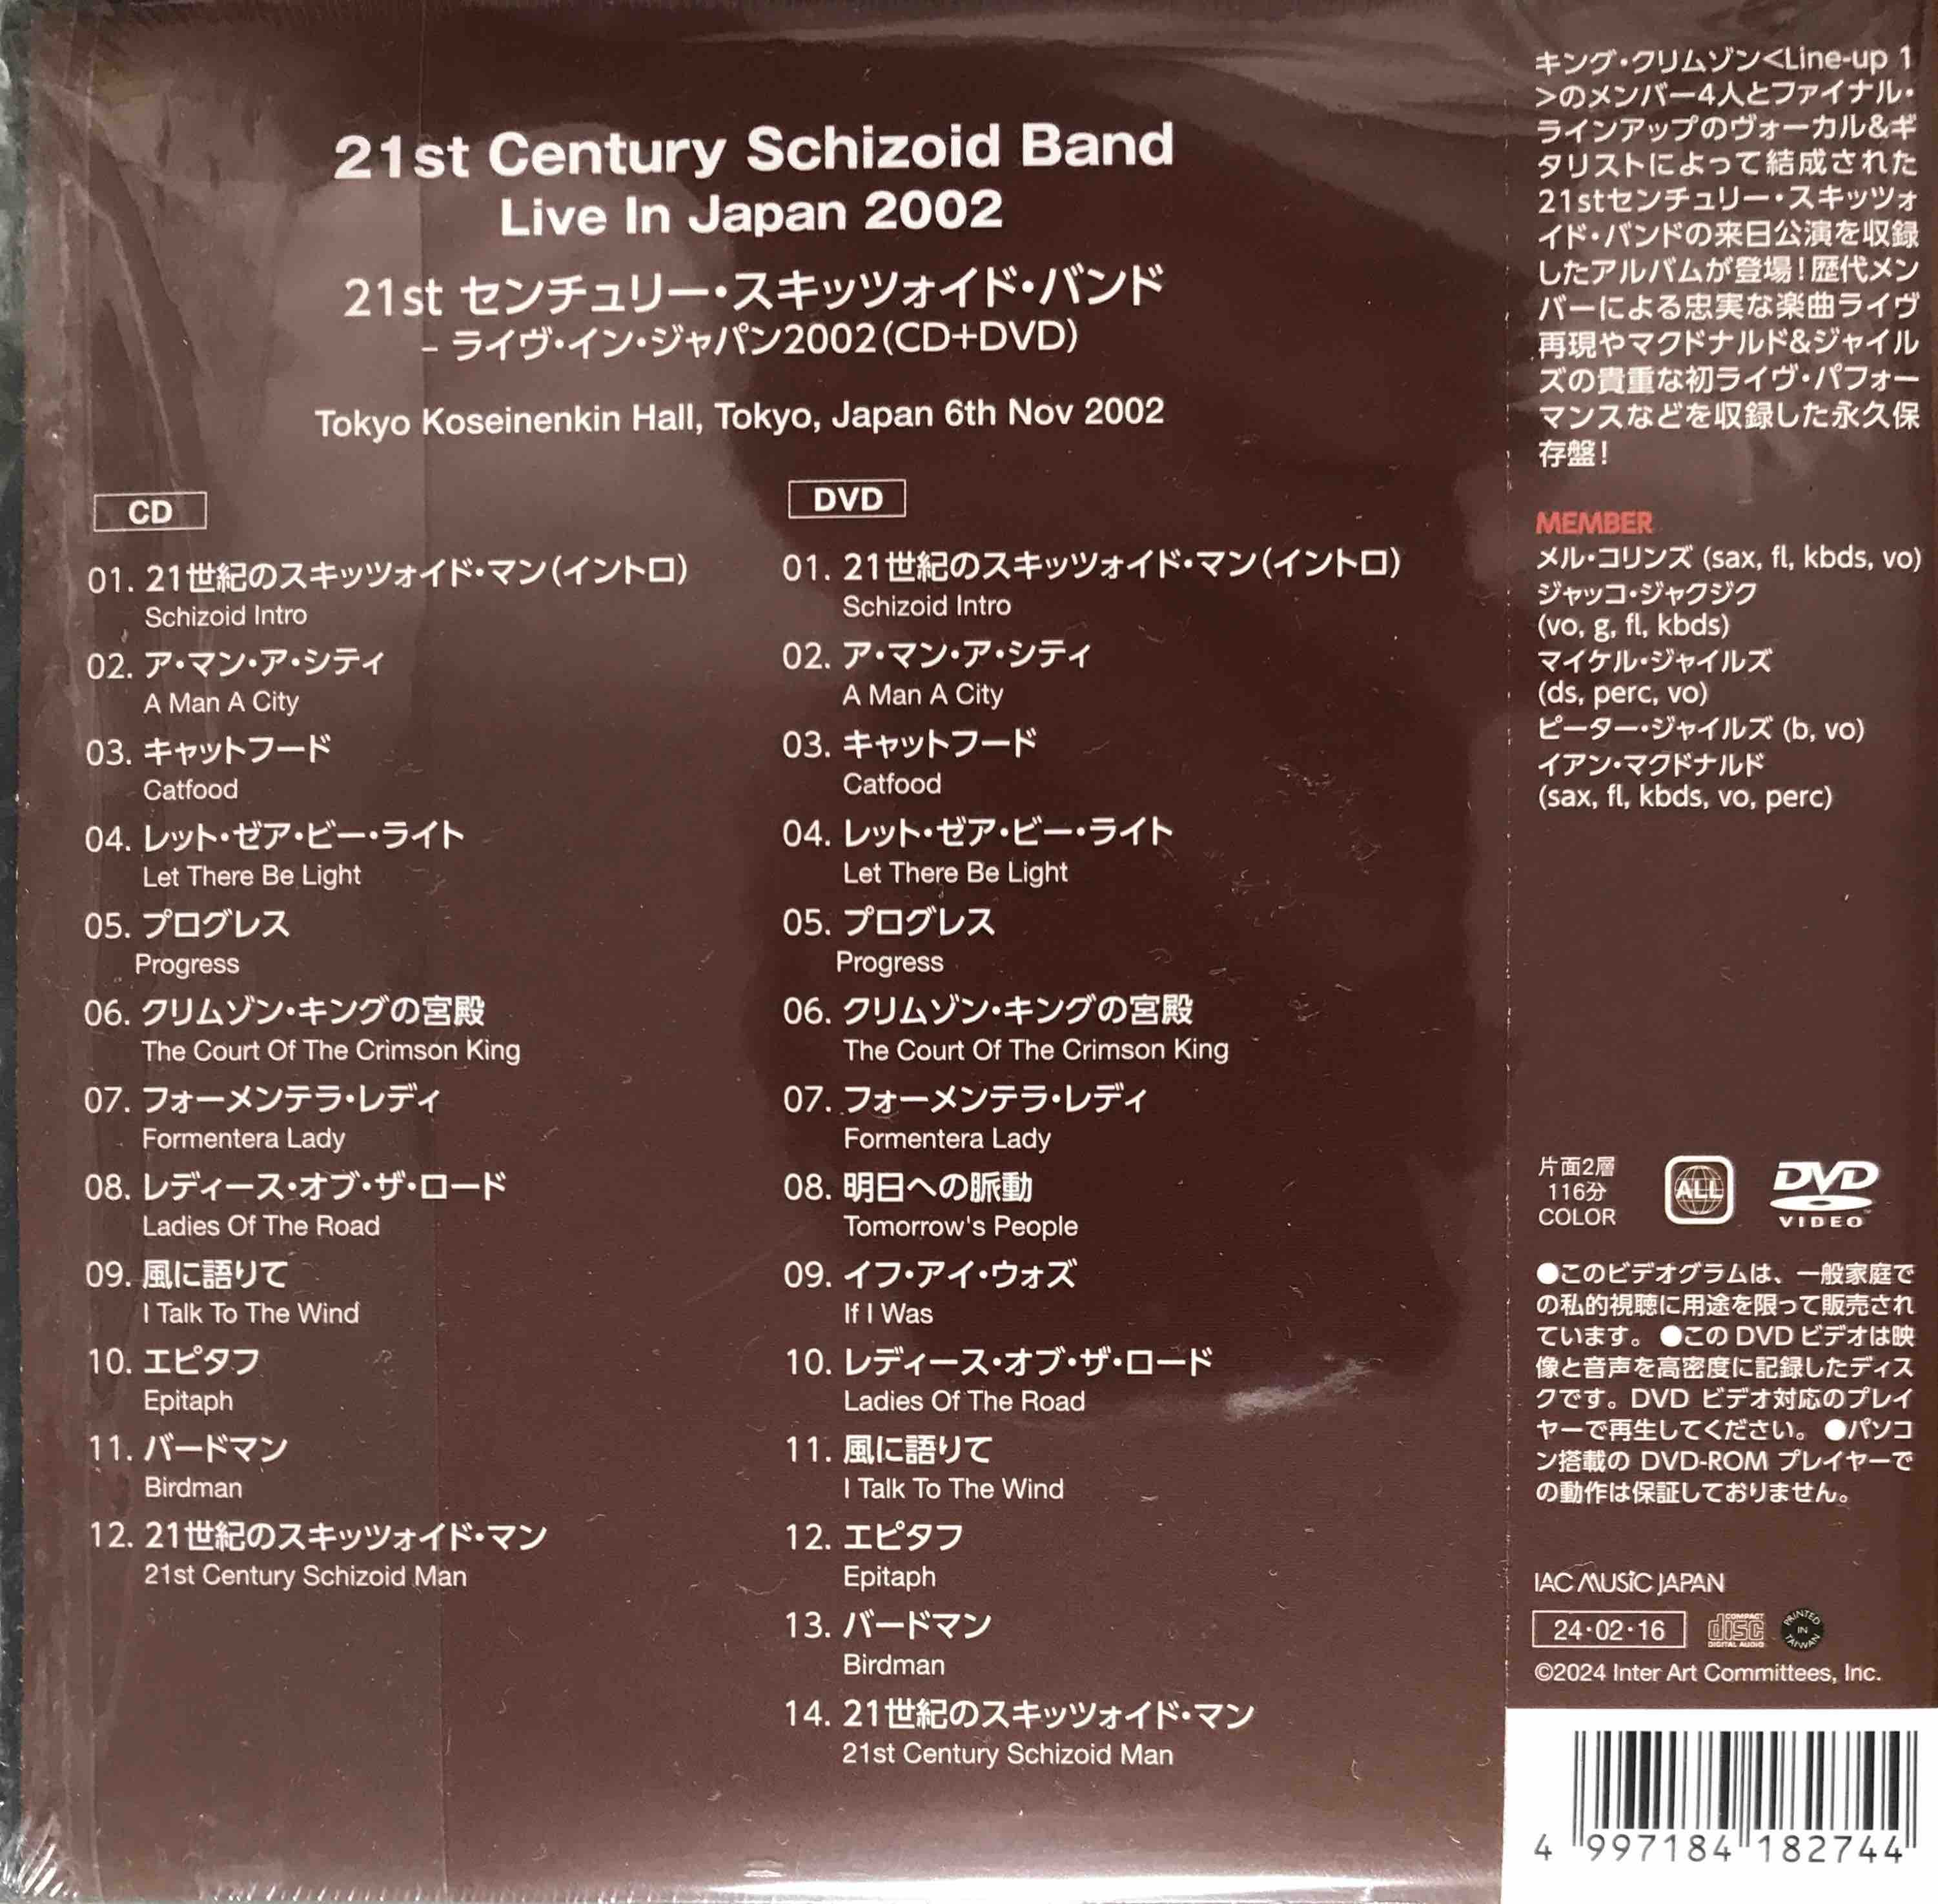 21st Century Schizoid Band
Live In Japan 2002
21st センチュリー・スキッツォイド・バンド
– ライヴ・イン・ジャパン2002(CD+DVD)
Tokyo Koseinenkin Hall, Tokyo, Japan 6th Nov 2002
CD
01. 21世紀のスキッツォイド・マン(イントロ)
Schizoid Intro
02. ア・マン・ア・シティ
A Man A City
03. キャットフード
Catfood
04. レット・ゼア・ビー・ライト
Let There Be Light
05. プログレス
Progress
06. クリムゾン・キングの宮殿
The Court Of The Crimson King
07. フォーメンテラ・レディ
Formentera Lady
08. レディース・オブ・ザ・ロード
Ladies Of The Road
09. 風に語りて
I Talk To The Wind
10. エピタフ
Epitaph
11. バードマン
Birdman
12. 21世紀のスキッツォイド・マン
21st Century Schizoid Man
DVD
01. 21世紀のスキッツォイド・マン(イントロ)
Schizoid Intro
02. ア・マン・ア・シティ
A Man A City
03. キャットフード
Catfood
04. レット・ゼア・ビー・ライト
Let There Be Light
05. プログレス
Progress
06. クリムゾン・キングの宮殿
The Court Of The Crimson King
07. フォーメンテラ・レディ
Formentera Lady
08. 明日への脈動
Tomorrow's People
09. イフ・アイ・ウォズ
If I Was
10. レディース・オブ・ザ・ロード
Ladies Of The Road
11. 風に語りて
I Talk To The Wind
12. エピタフ
Epitaph
13. バードマン
Birdman
14. 21世紀のスキッツォイド・マン
21st Century Schizoid Man
キング・クリムゾン<Line-up 1
>のメンバー4人とファイナル・
ラインアップのヴォーカル&ギ
タリストによって結成された
21stセンチュリー・スキッツォ
イド・バンドの来日公演を収録
したアルバムが登場!歴代メン
バーによる忠実な楽曲ライヴ
再現やマクドナルド&ジャイル
ズの貴重な初ライヴ・パフォー
マンスなどを収録した永久保
存盤!
MEMBER
メル・コリンズ (sax, fl, kbds, vo)
ジャッコ・ジャクジク
(vo, g, fl, kbds)
マイケル・ジャイルズ
(ds, perc, vo)
ピーター・ジャイルズ (b, vo)
イアン・マクドナルド
(sax, fl, kbds, vo, perc)
片面2層
116分
COLOR
ALL
DVD
VIDEO
●このビデオグラムは、一般家庭で
の私的視聴に用途を限って販売され
ています。●この DVD ビデオは映
像と音声を高密度に記録したディス
クです。DVD ビデオ対応のプレイ
ヤーで再生してください。●パソコ
ン搭載の DVD-ROM プレイヤーで
の動作は保証しておりません。
IAC MUSIC JAPAN
24・02・16
COMPACT
disc
DIGITAL AUDIO
PRINTED
IN
TAIWAN
©2024 Inter Art Committees, Inc.
4 997184 182744